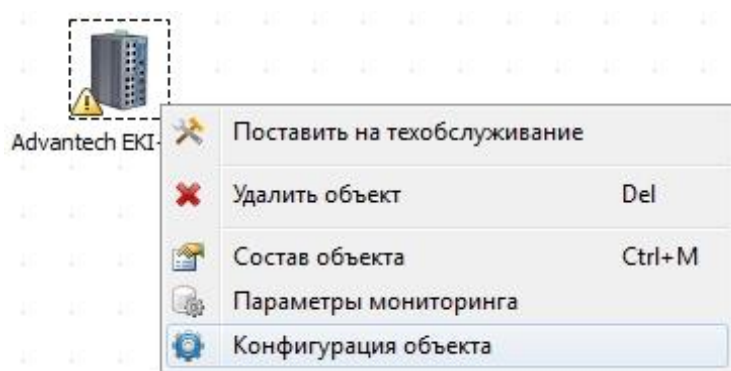 Advantech EKI-
Поставить на техобслуживание
Удалить объект Del
Состав объекта Ctrl+M
Параметры мониторинга
Конфигурация объекта